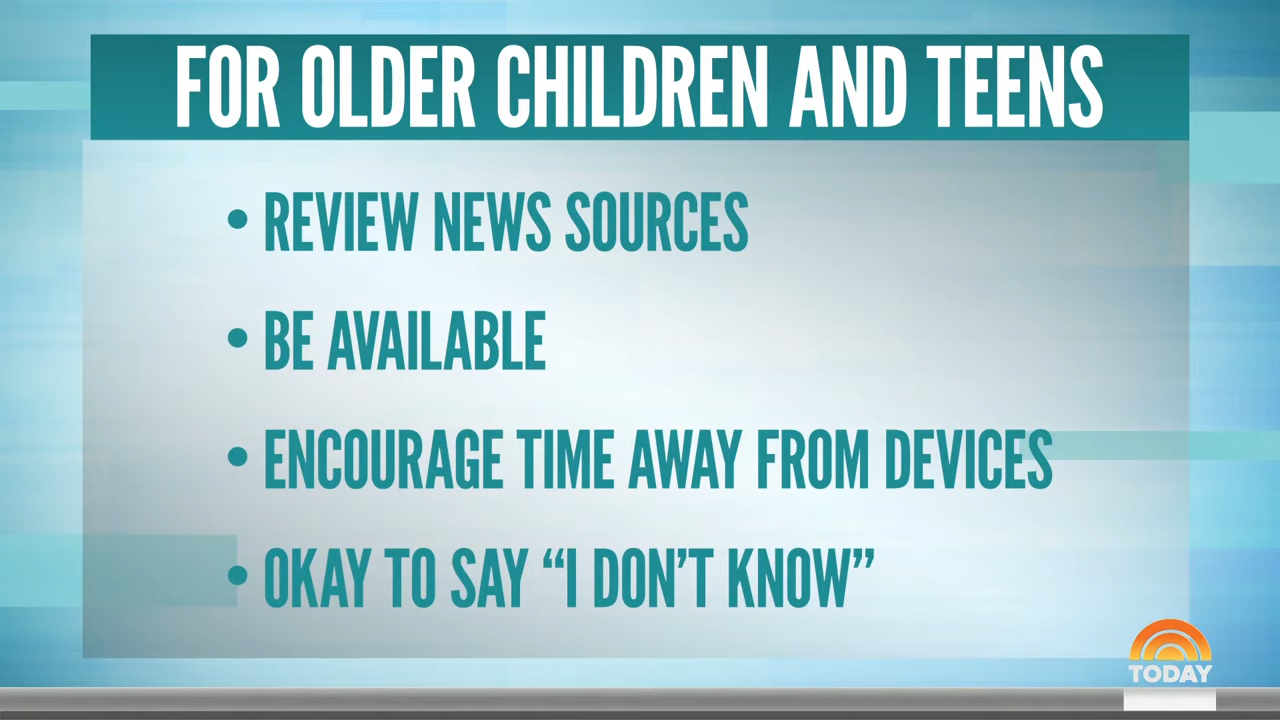 FOR OLDER CHILDREN AND TEENS
• REVIEW NEWS SOURCES
• BE AVAILABLE
• ENCOURAGE TIME AWAY FROM DEVICES
• OKAY TO SAY “I DON’T KNOW”
TODAY